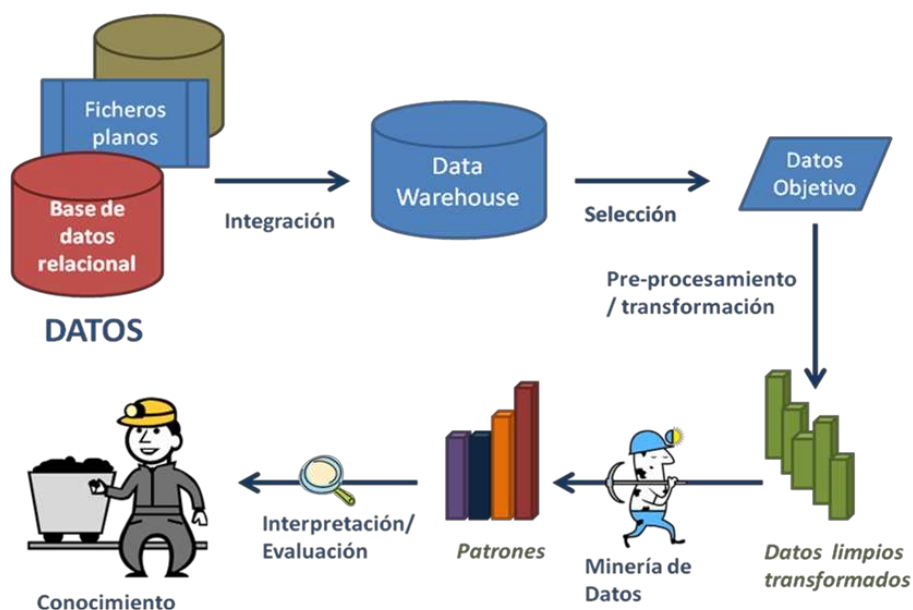 Ficheros
planos
Base de
datos
relacional
DATOS
Integración
Data
Warehouse
Selección
Datos
Objetivo
Pre-procesamiento
/ transformación
Datos limpios
transformados
Minería de
Datos
Patrones
Interpretación/
Evaluación
Conocimiento